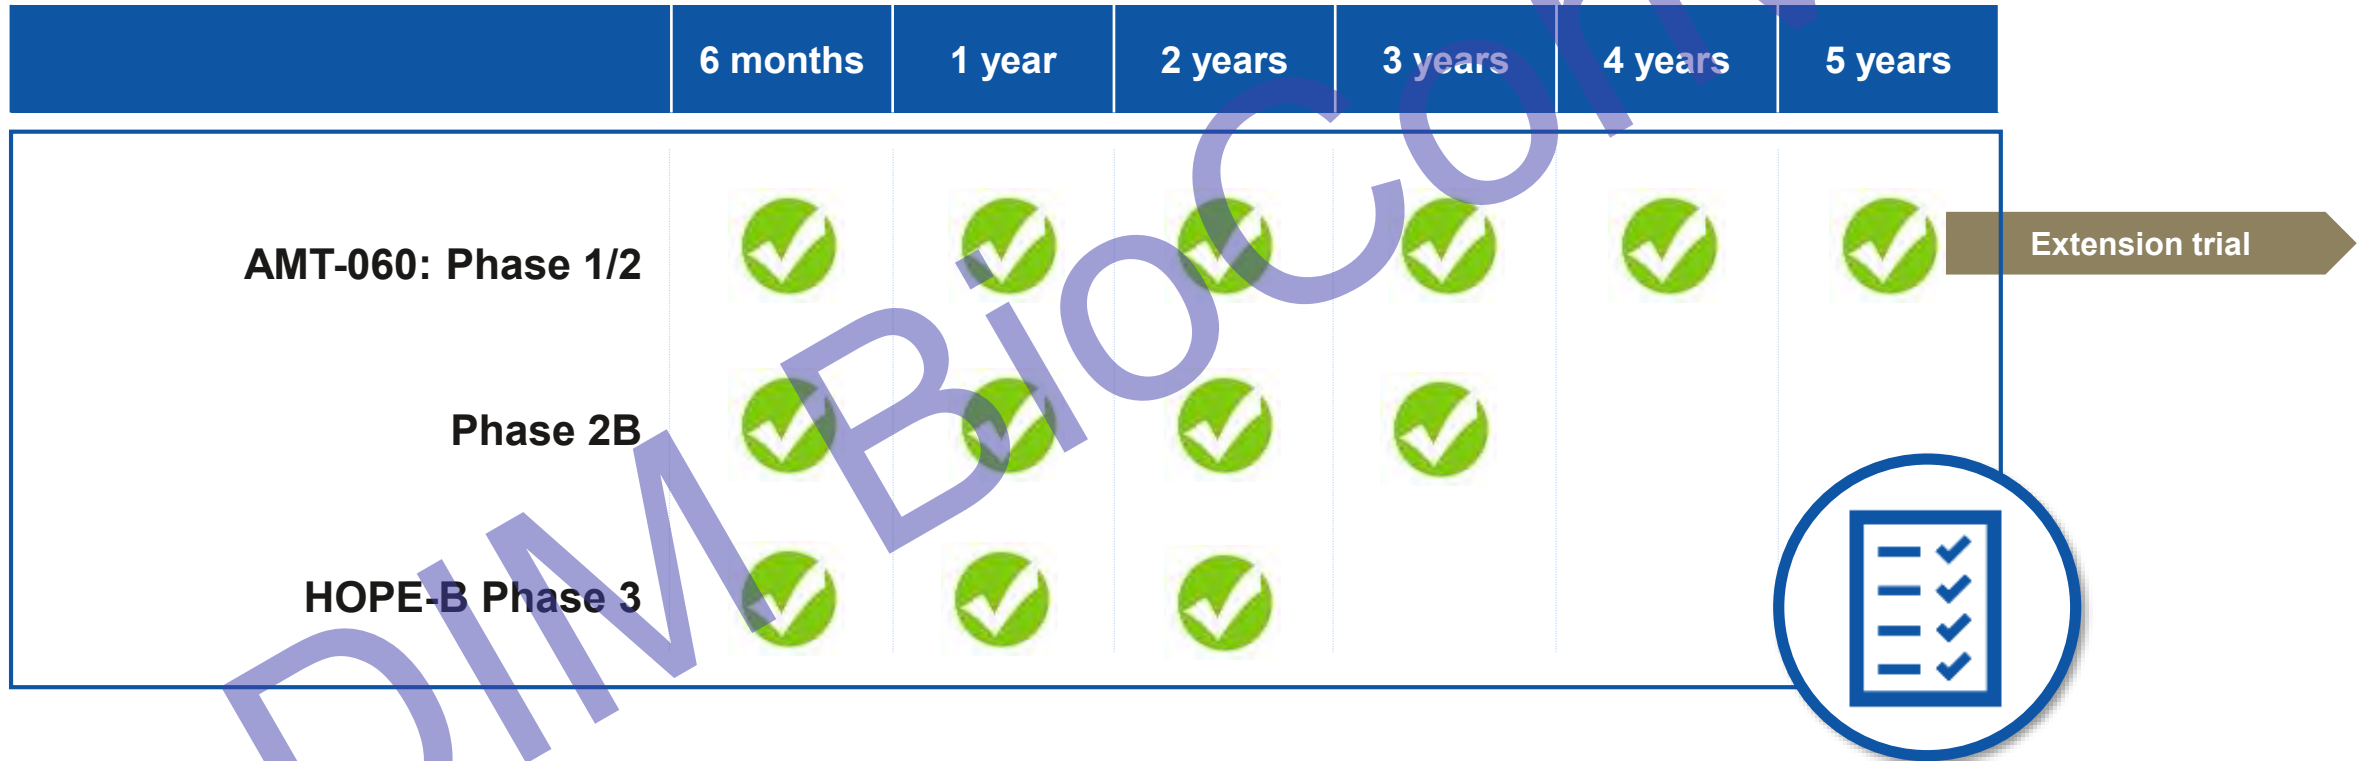 6 months 1 year 2 years 3 years 4 years 5 years
AMT-060: Phase 1/2
Extension trial
Phase 2B
HOPE-B Phase 3
DIM BioCom